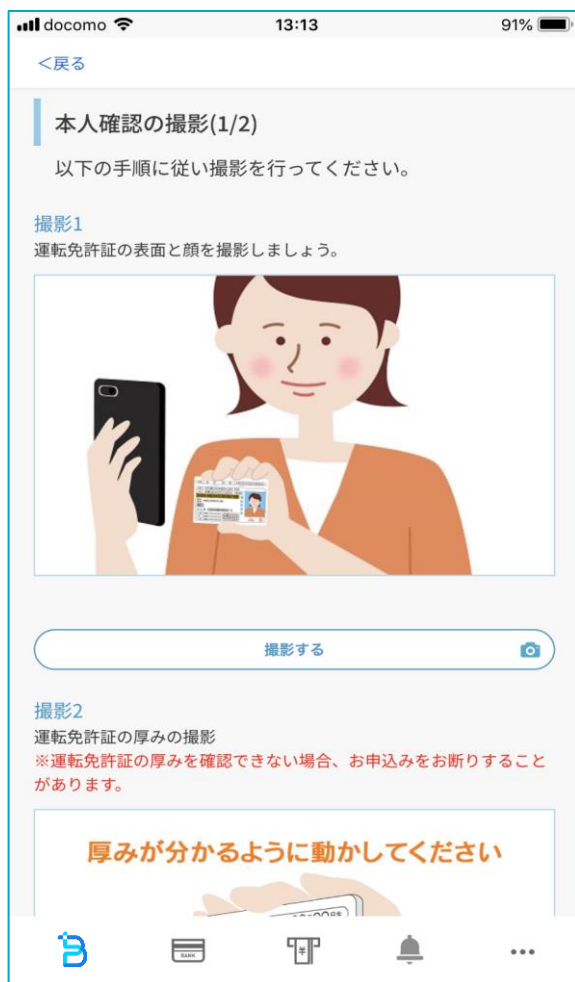 docomo 13:13 91%
<戻る
本人確認の撮影(1/2)
以下の手順に従い撮影を行ってください。
撮影1
運転免許証の表面と顔を撮影しましょう。
撮影する
撮影2
運転免許証の厚みの撮影
※運転免許証の厚みを確認できない場合、お申込みをお断りすること
があります。
厚みが分かるように動かしてください
BANK
¥